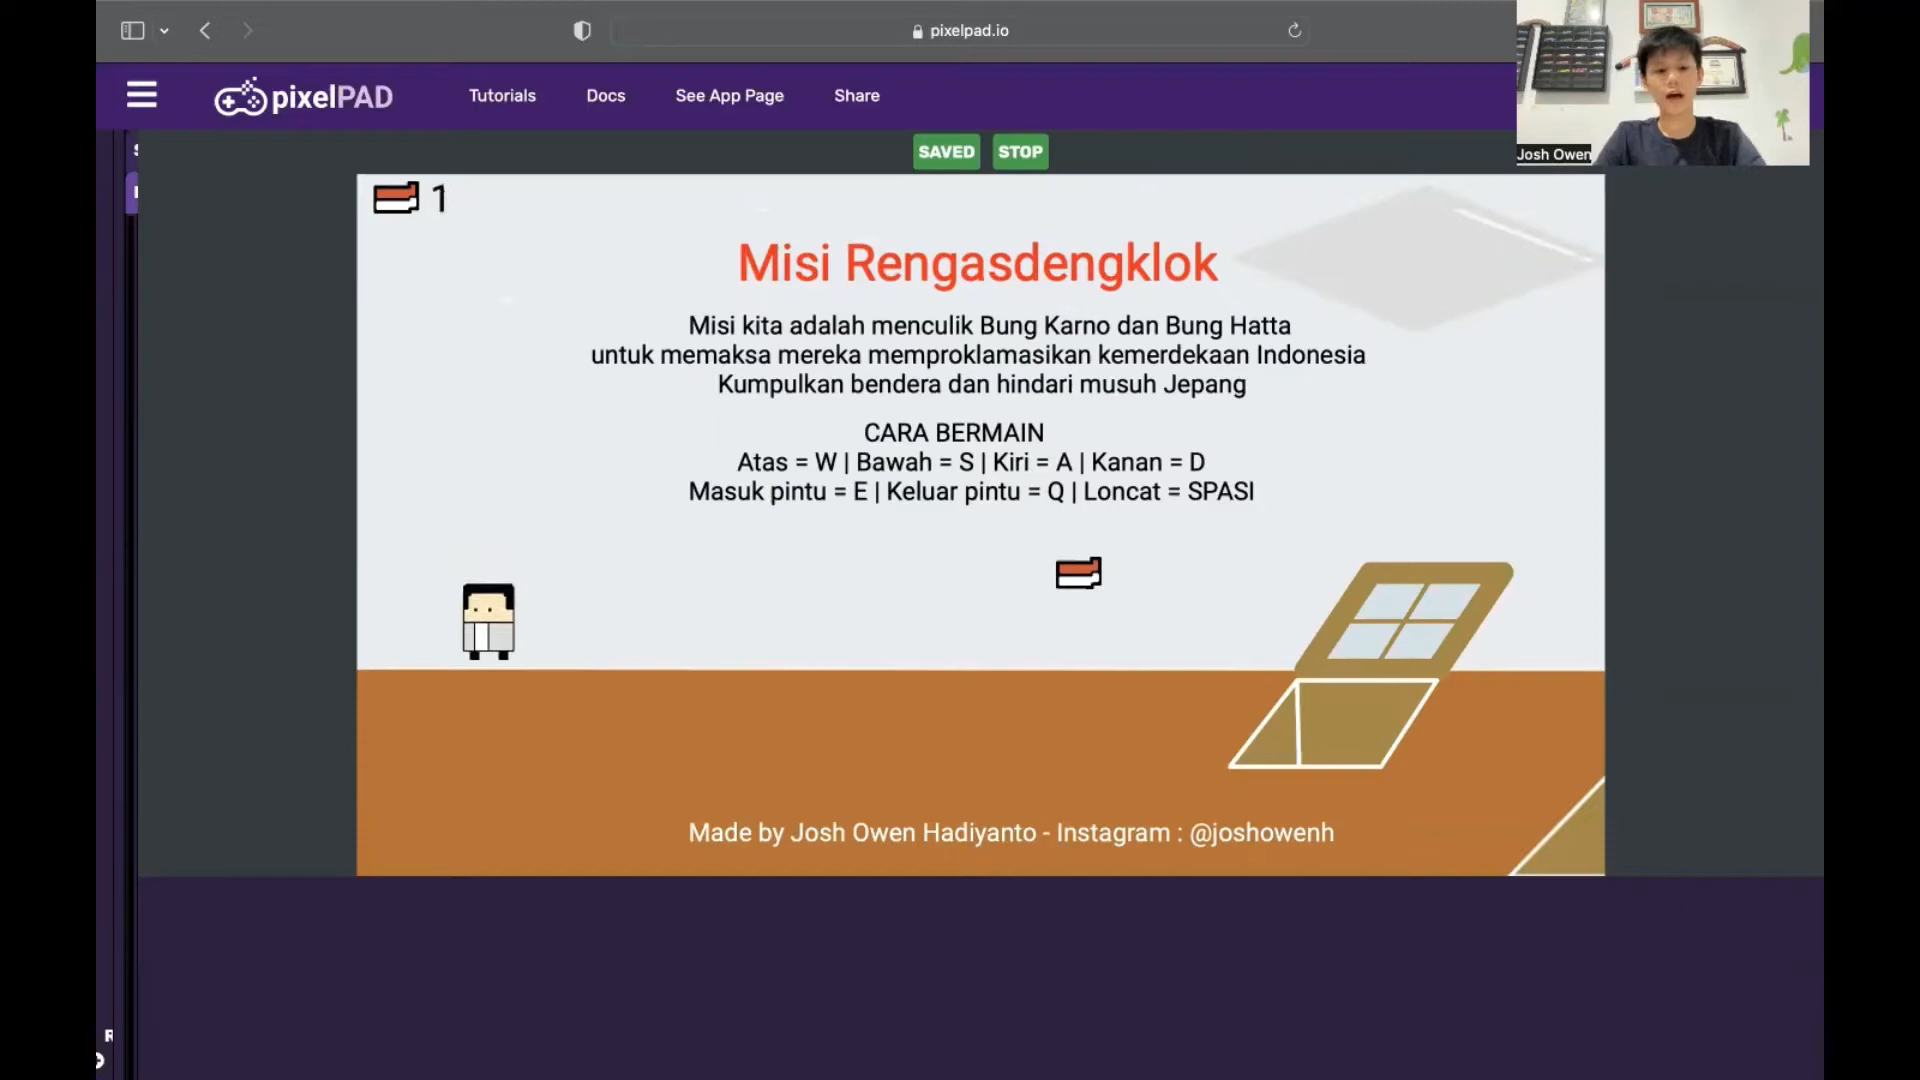 pixelpad.io
pixelPAD
Tutorials
Docs
See App Page
Share
SAVED
STOP
Josh Owen
1
Misi Rengasdengklok
Misi kita adalah menculik Bung Karno dan Bung Hatta
untuk memaksa mereka memproklamasikan kemerdekaan Indonesia
Kumpulkan bendera dan hindari musuh Jepang
CARA BERMAIN
Atas = W | Bawah = S | Kiri = A | Kanan = D
Masuk pintu = E | Keluar pintu = Q | Loncat = SPASI
Made by Josh Owen Hadiyanto - Instagram : @joshowenh